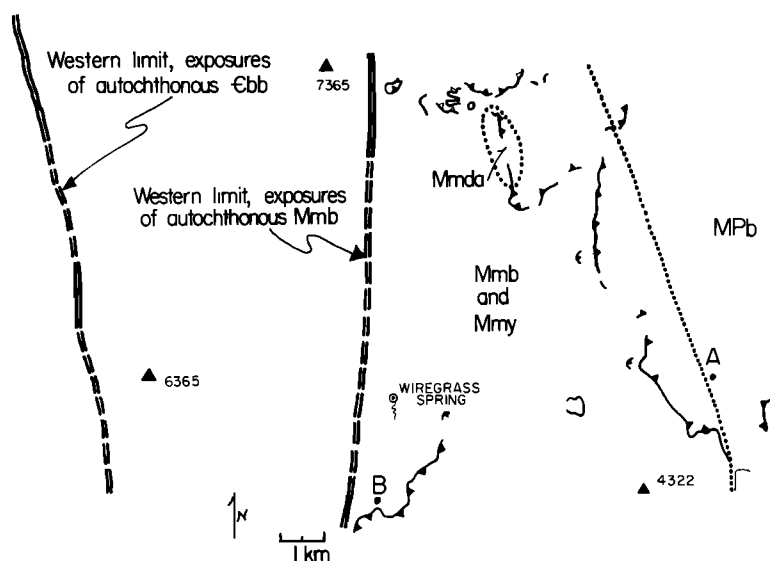 Western limit, exposures
of autochthonous Єbb
7365
Mmda
Western limit, exposures
of autochthonous Mmb
MPb
Mmb
and
Mmy
Є
Є
A
6365
WIREGRASS
SPRING
B
4322
N
1 km